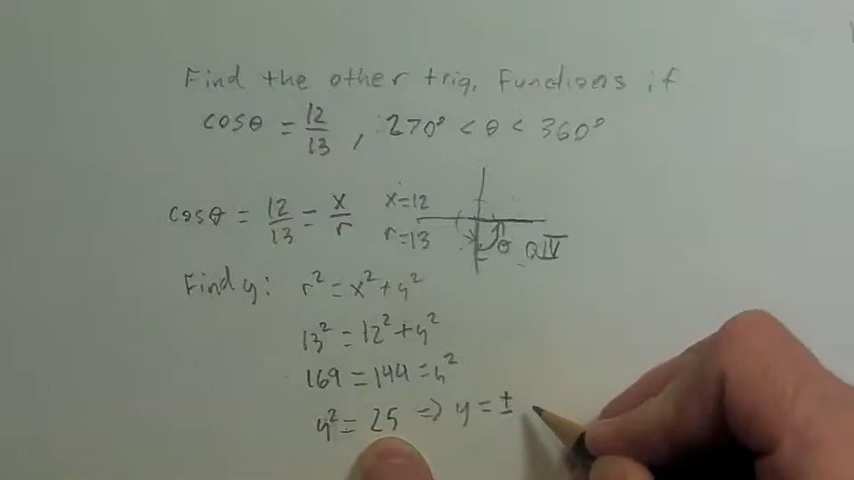 Find the other trig. functions if
cosθ = 12/13 , 270° < θ < 360°
cosθ = 12/13 = x/r x=12 r=13 θ QIV
Find y: r² = x² + y²
13² = 12² + y²
169 = 144 = y²
y² = 25 => y = ±